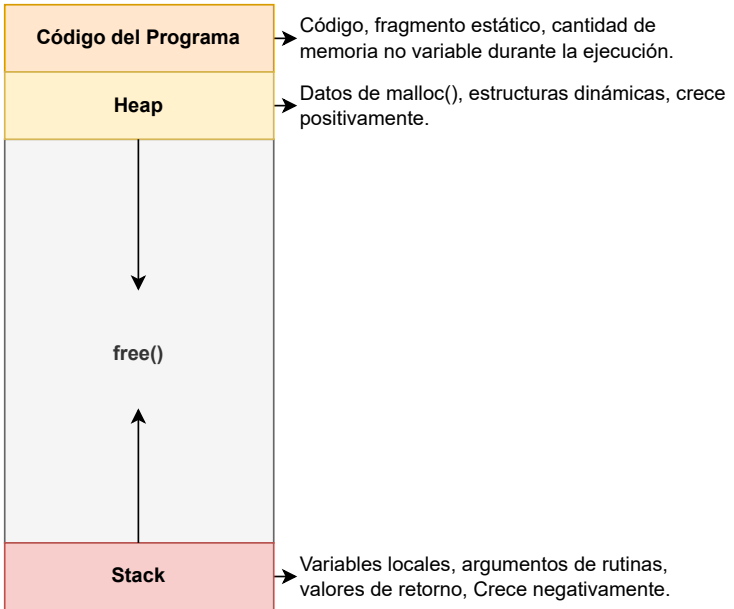 Código del Programa
Código, fragmento estático, cantidad de
memoria no variable durante la ejecución.
Heap
Datos de malloc(), estructuras dinámicas, crece
positivamente.
free()
Stack
Variables locales, argumentos de rutinas,
valores de retorno, Crece negativamente.